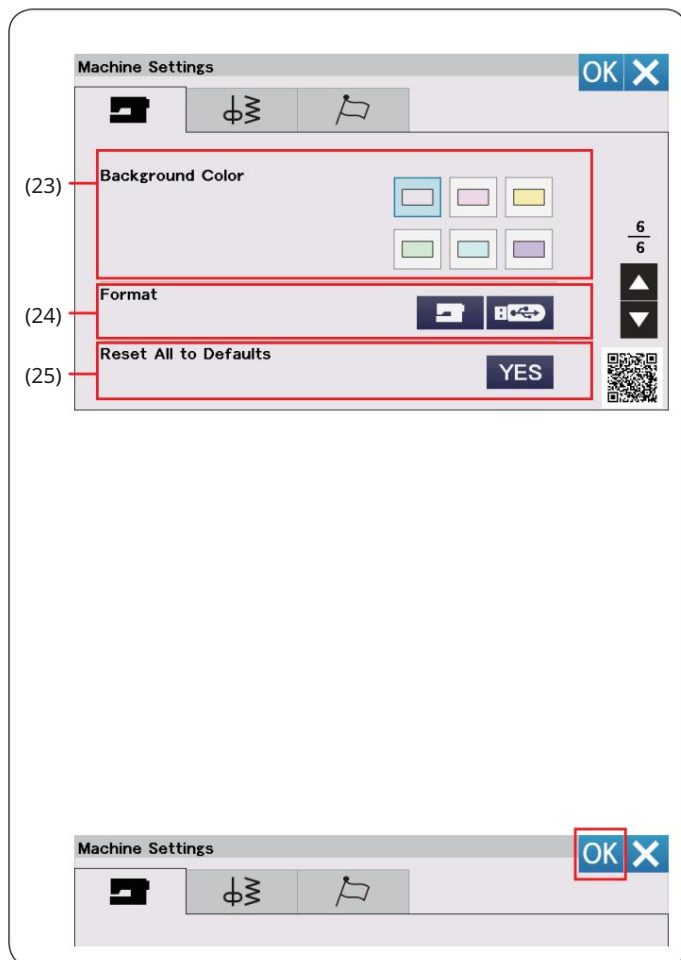 Machine Settings
OK
(23)
Background Color
6
6
(24)
Format
(25)
Reset All to Defaults
YES
Machine Settings
OK